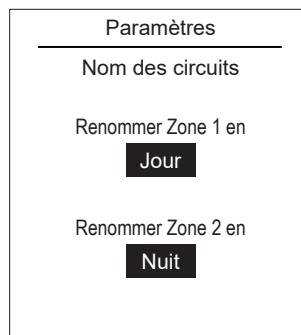 Paramètres
Nom des circuits
Renommer Zone 1 en
Jour
Renommer Zone 2 en
Nuit